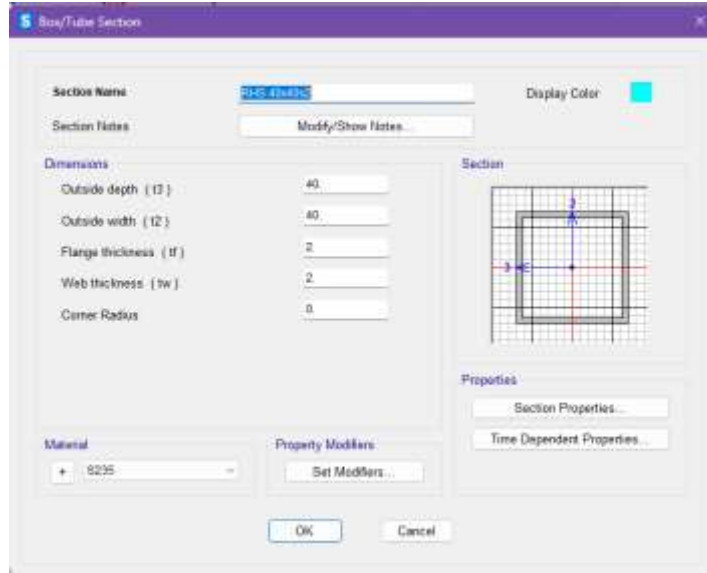 S Box/Tube Section
Section Name RHS 40x40x2 Display Color
Section Notes Modify/Show Notes...
Dimensions
Outside depth ( t3 ) 40.
Outside width ( t2 ) 40.
Flange thickness ( tf ) 2.
Web thickness ( tw ) 2.
Corner Radius 0.
Section
2
3
Properties
Section Properties...
Time Dependent Properties...
Material
+ S235
Property Modifiers
Set Modifiers...
OK Cancel